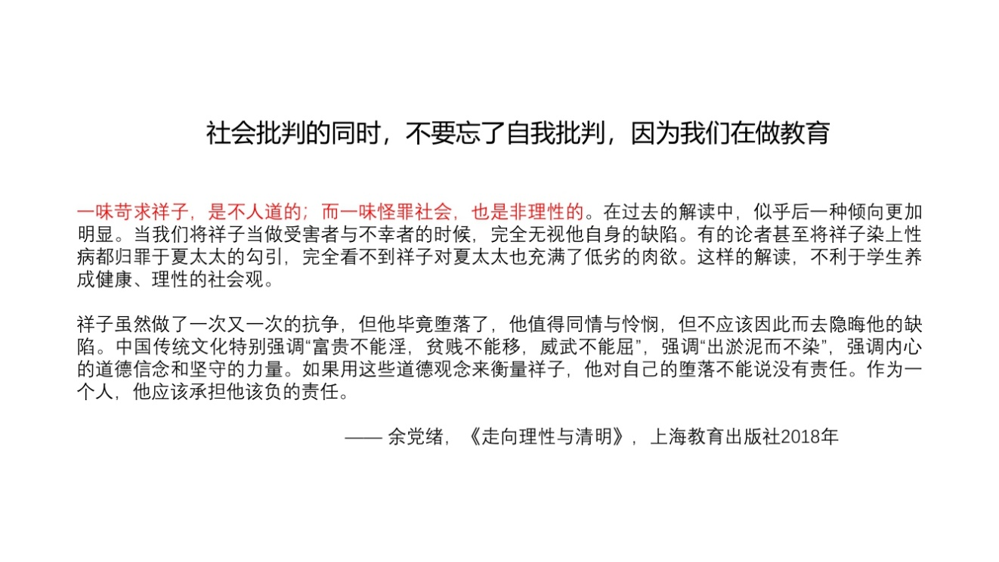 社会批判的同时，不要忘了自我批判，因为我们在做教育
一味苛求祥子，是不人道的；而一味怪罪社会，也是非理性的。在过去的解读中，似乎后一种倾向更加
明显。当我们将祥子当做受害者与不幸者的时候，完全无视他自身的缺陷。有的论者甚至将祥子染上性
病都归罪于夏太太的勾引，完全看不到祥子对夏太太也充满了低劣的肉欲。这样的解读，不利于学生养
成健康、理性的社会观。
祥子虽然做了一次又一次的抗争，但他毕竟堕落了，他值得同情与怜悯，但不应该因此而去隐晦他的缺
陷。中国传统文化特别强调“富贵不能淫，贫贱不能移，威武不能屈”，强调“出淤泥而不染”，强调内心
的道德信念和坚守的力量。如果用这些道德观念来衡量祥子，他对自己的堕落不能说没有责任。作为一
个人，他应该承担他该负的责任。
—— 余党绪，《走向理性与清明》，上海教育出版社2018年